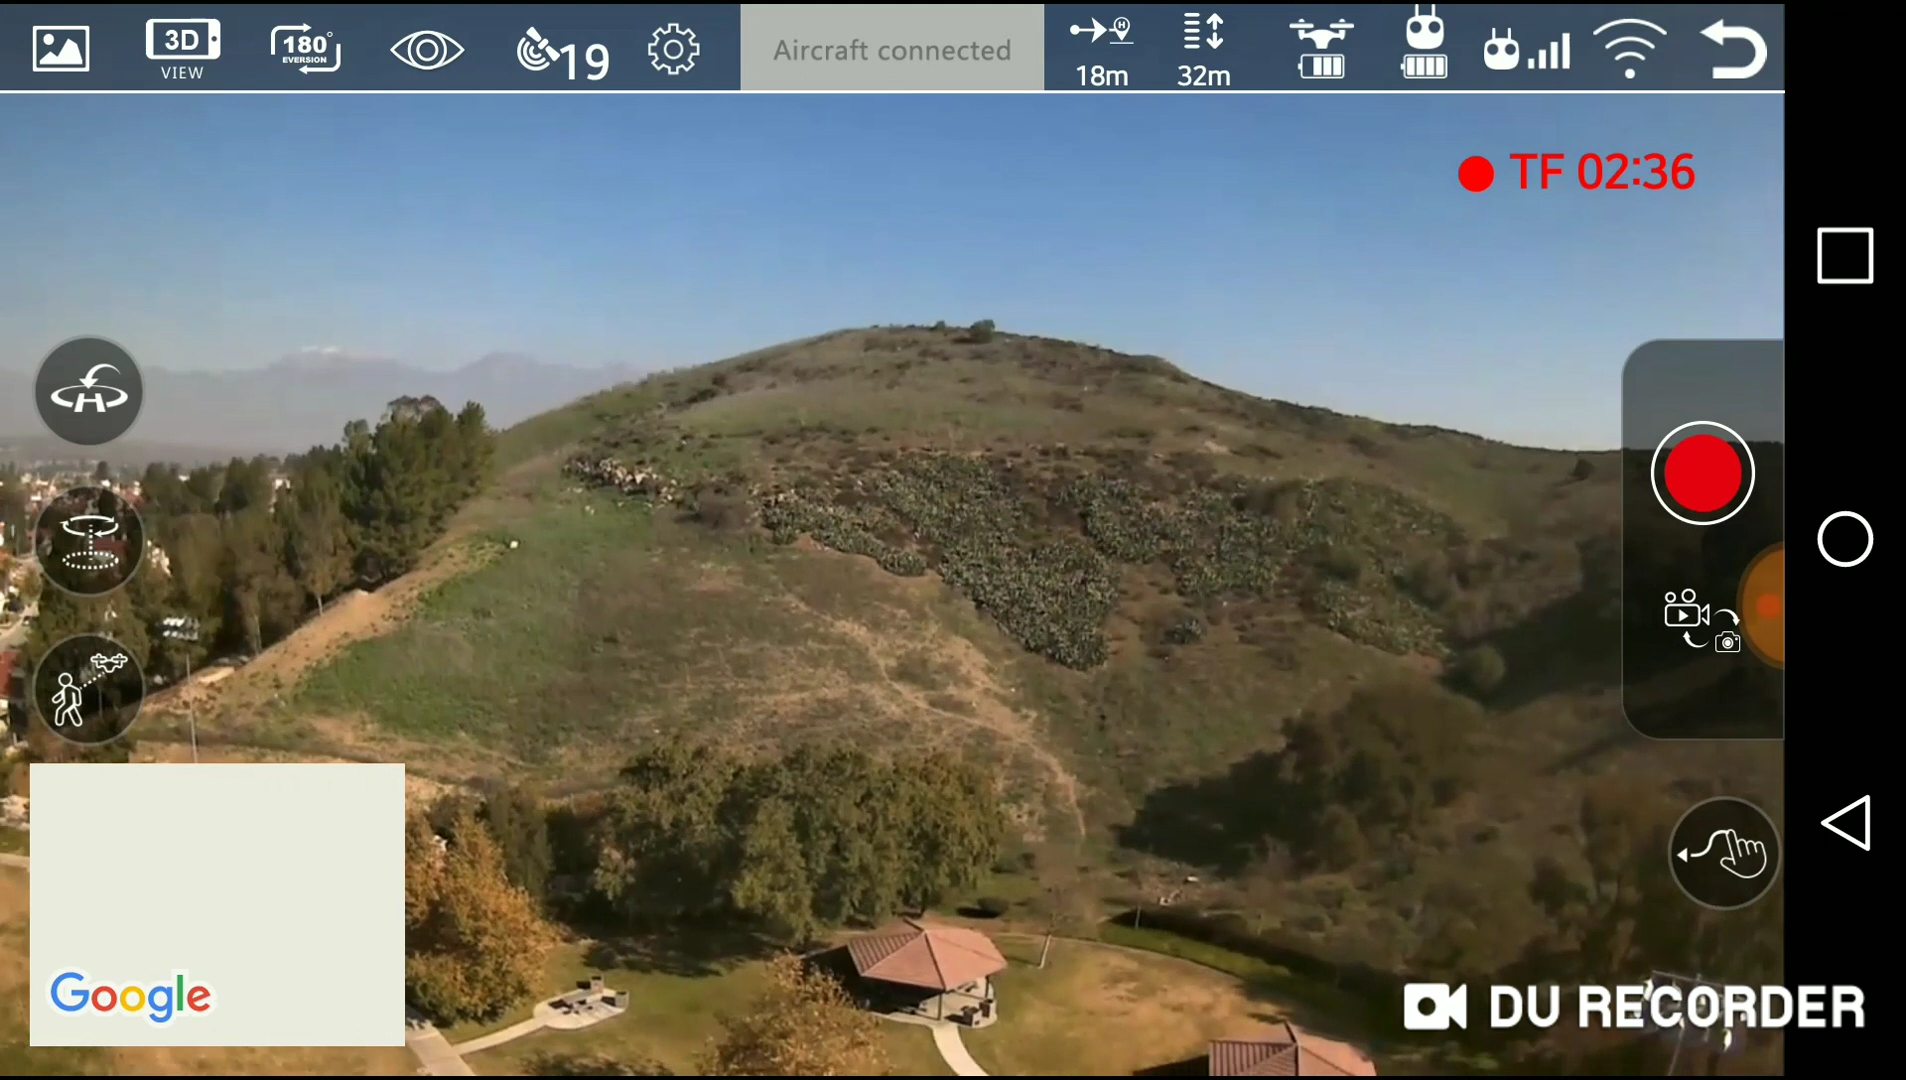 3D
VIEW
180°
EVERSION
19
Aircraft connected
18m
32m
TF 02:36
H
Google
DU RECORDER